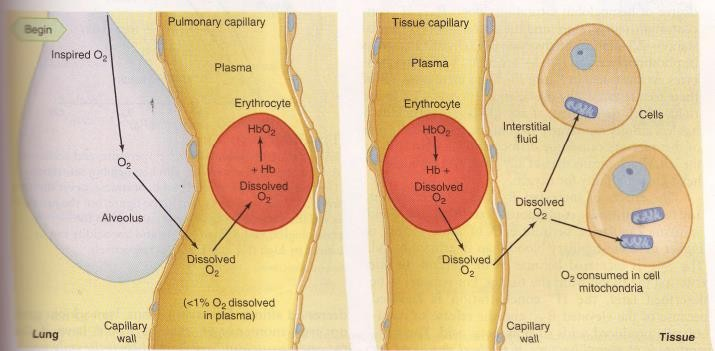 Begin
Inspired O₂
O₂
Alveolus
Lung
Pulmonary capillary
Plasma
Erythrocyte
HbO₂
+ Hb
Dissolved
O₂
Dissolved
O₂
(<1% O₂ dissolved
in plasma)
Capillary
wall
Tissue capillary
Plasma
Erythrocyte
HbO₂
Hb +
Dissolved
O₂
Dissolved
O₂
Interstitial
fluid
Dissolved
O₂
Cells
O₂ consumed in cell
mitochondria
Capillary
wall
Tissue